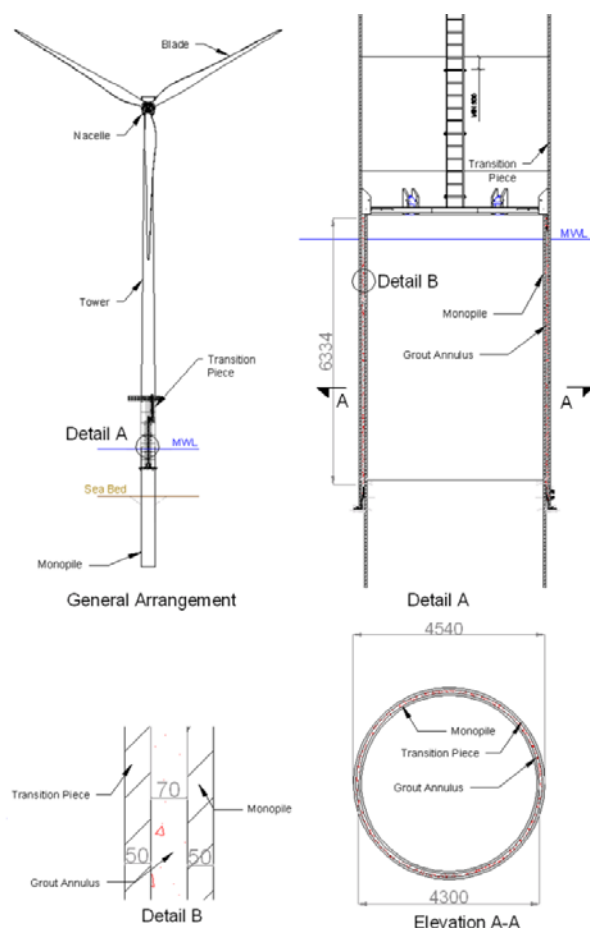 Blade
Nacelle
Tower
Transition
Piece
Detail A
MWL
Sea Bed
Monopile
General Arrangement
Transition
Piece
MWL
Detail B
Monopile
Grout Annulus
6334
A
A
Detail A
Transition Piece
70
Monopile
50
50
Grout Annulus
Detail B
4540
Monopile
Transition Piece
Grout Annulus
4300
Elevation A-A